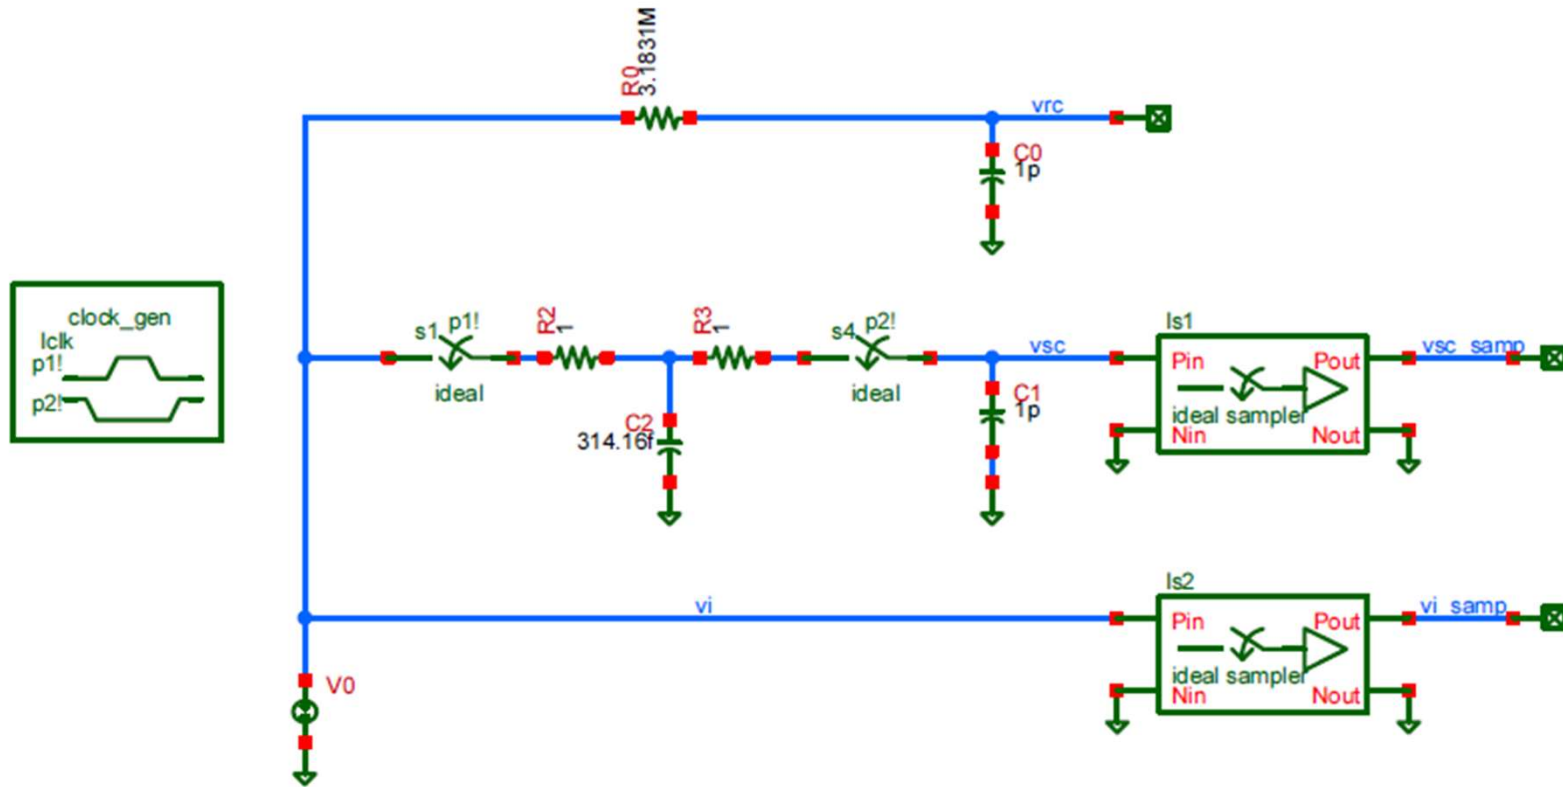 R0
3.1831M
vrc
C0
1p
clock_gen
Iclk
p1!
p2!
s1
p1!
ideal
R2
1
R3
1
s4
p2!
ideal
C2
314.16f
vsc
C1
1p
Is1
Pin
Pout
ideal sampler
Nin
Nout
vsc_samp
vi
Is2
Pin
Pout
ideal sampler
Nin
Nout
vi_samp
V0